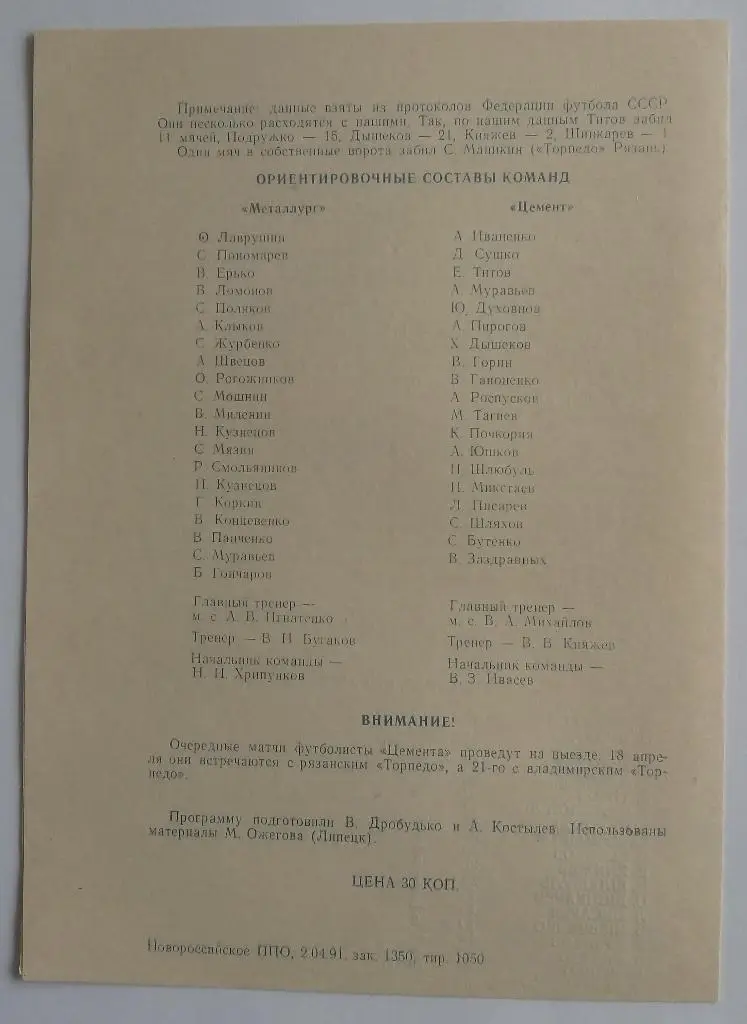 Примечание: данные взяты из протоколов Федерации футбола СССР
Они несколько расходятся с нашими. Так, по нашим данным Титов забил
11 мячей, Подружко — 15, Дышеков — 21, Княжев — 2, Шинкарев — 1
Один мяч в собственные ворота забил С. Маникин («Торпедо» Рязань).
ОРИЕНТИРОВОЧНЫЕ СОСТАВЫ КОМАНД
«Металлург»
О Лаврушин
С Пономарев
В. Ерько
В Ломонов
С Поляков
А. Клыков
С Журбенко
А Швецов
О. Рогожников
С Мошнин
В. Миленин
Н. Кузнецов
С Мязин
Р Смольянинов
И. Кузнецов
Г Коркин
В Концевенко
В Панченко
С. Муравьев
Б Гончаров
Главный тренер —
м. с А. В. Игнатенко
Тренер — В И Бугаков
Начальник команды —
Н. И. Хрипунков
«Цемент»
А Иваненко
Д. Сушко
Е. Титов
А. Муравьев
Ю. Духовнов
А. Пирогов
Х Дышеков
В. Горин
В Гапоненко
А Роспусков
М. Тагиев
К. Почкория
А. Юшков
И Шлюбуль
И. Микстаев
Л Писарев
С. Шляхов
С Бутенко
В. Заздравных
Главный тренер —
м. с В. А. Михайлов
Тренер — В. В Княжев
Начальник команды —
В. З Ивасев
ВНИМАНИЕ!
Очередные матчи футболисты «Цемента» проведут на выезде: 18 апре-
ля они встречаются с рязанским «Торпедо», а 21-го с владимирским «Тор-
педо».
Программу подготовили В. Дробудько и А. Костылев. Использованы
материалы М. Ожегова (Липецк).
ЦЕНА 30 КОП.
Новороссийское ППО, 2.04.91. зак. 1350, тир. 1050